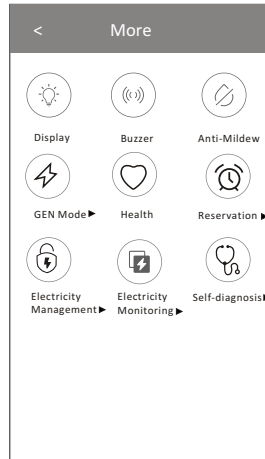 < More
Display Buzzer Anti-Mildew
GEN Mode▶ Health Reservation▶
Electricity Electricity Self-diagnosis▶
Management▶ Monitoring▶